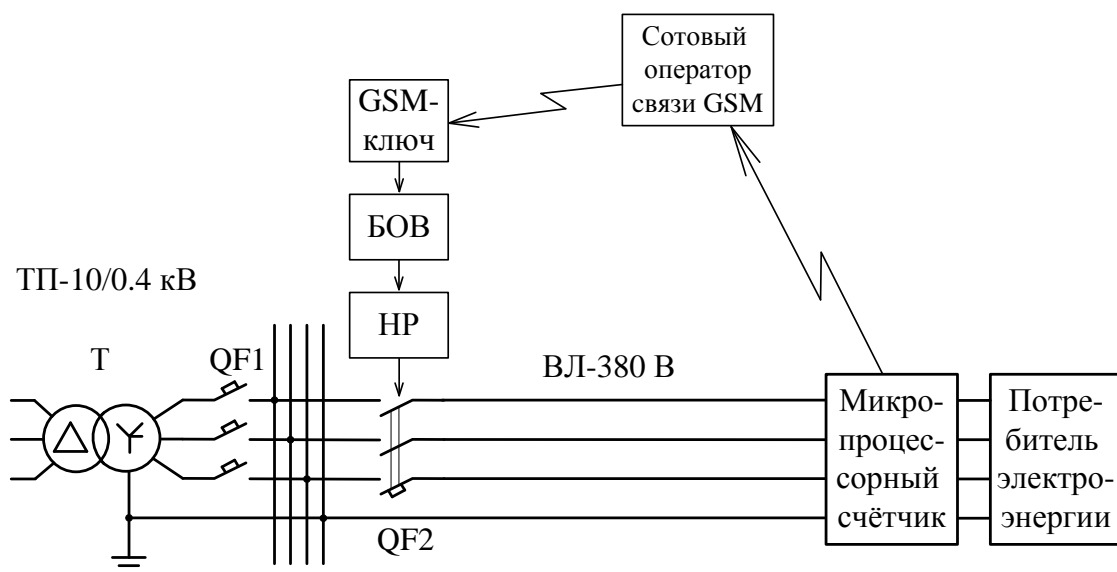 Сотовый
оператор
связи GSM
GSM-
ключ
БОВ
ТП-10/0.4 кВ
НР
Т
QF1
ВЛ-380 В
Микро-
процес-
сорный
счётчик
Потре-
битель
электро-
энергии
QF2